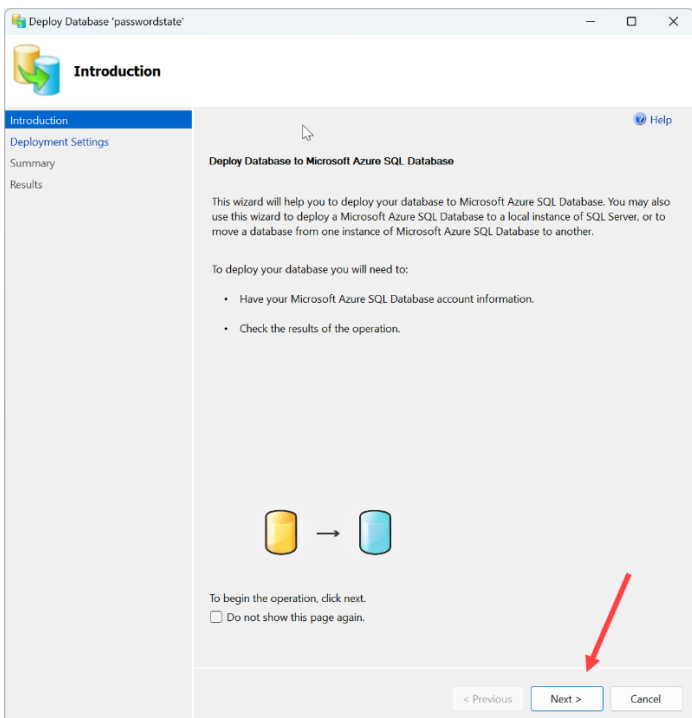 Deploy Database 'passwordstate'
Introduction
Introduction
Deployment Settings
Summary
Results
Help
Deploy Database to Microsoft Azure SQL Database
This wizard will help you to deploy your database to Microsoft Azure SQL Database. You may also
use this wizard to deploy a Microsoft Azure SQL Database to a local instance of SQL Server, or to
move a database from one instance of Microsoft Azure SQL Database to another.
To deploy your database you will need to:
• Have your Microsoft Azure SQL Database account information.
• Check the results of the operation.
To begin the operation, click next.
Do not show this page again.
< Previous
Next >
Cancel